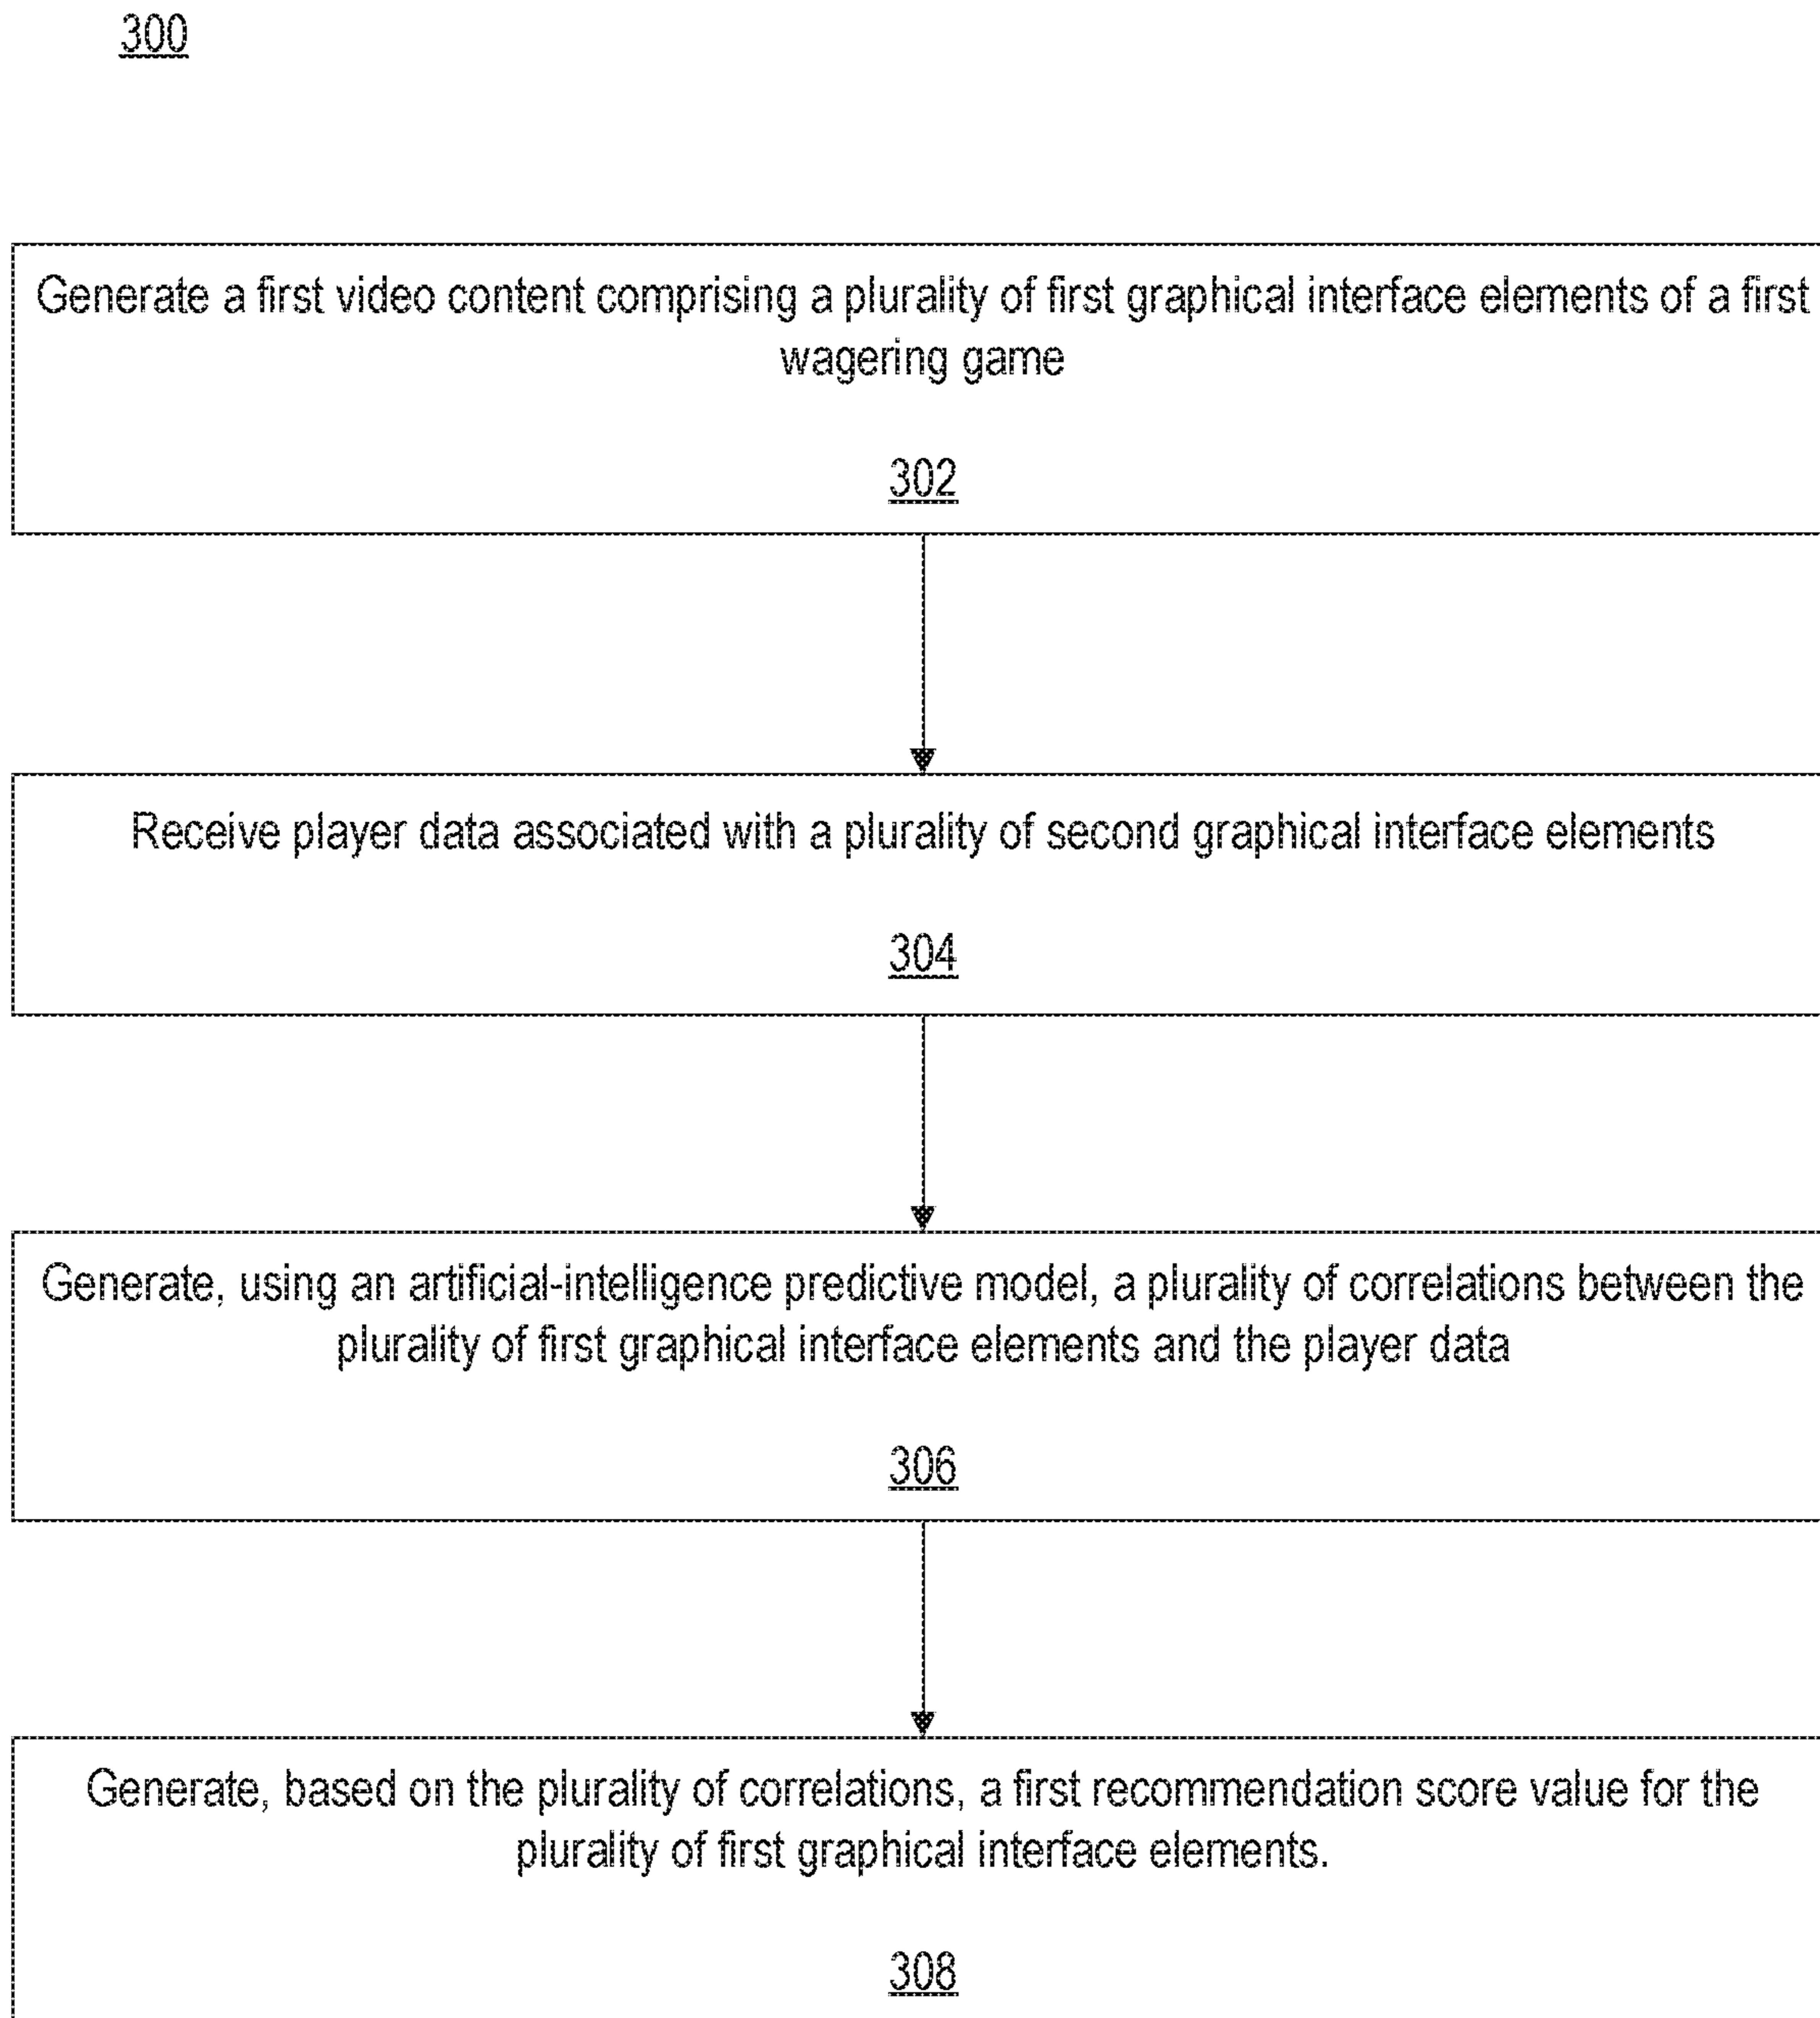 300
Generate a first video content comprising a plurality of first graphical interface elements of a first
wagering game
302
Receive player data associated with a plurality of second graphical interface elements
304
Generate, using an artificial-intelligence predictive model, a plurality of correlations between the
plurality of first graphical interface elements and the player data
306
Generate, based on the plurality of correlations, a first recommendation score value for the
plurality of first graphical interface elements.
308